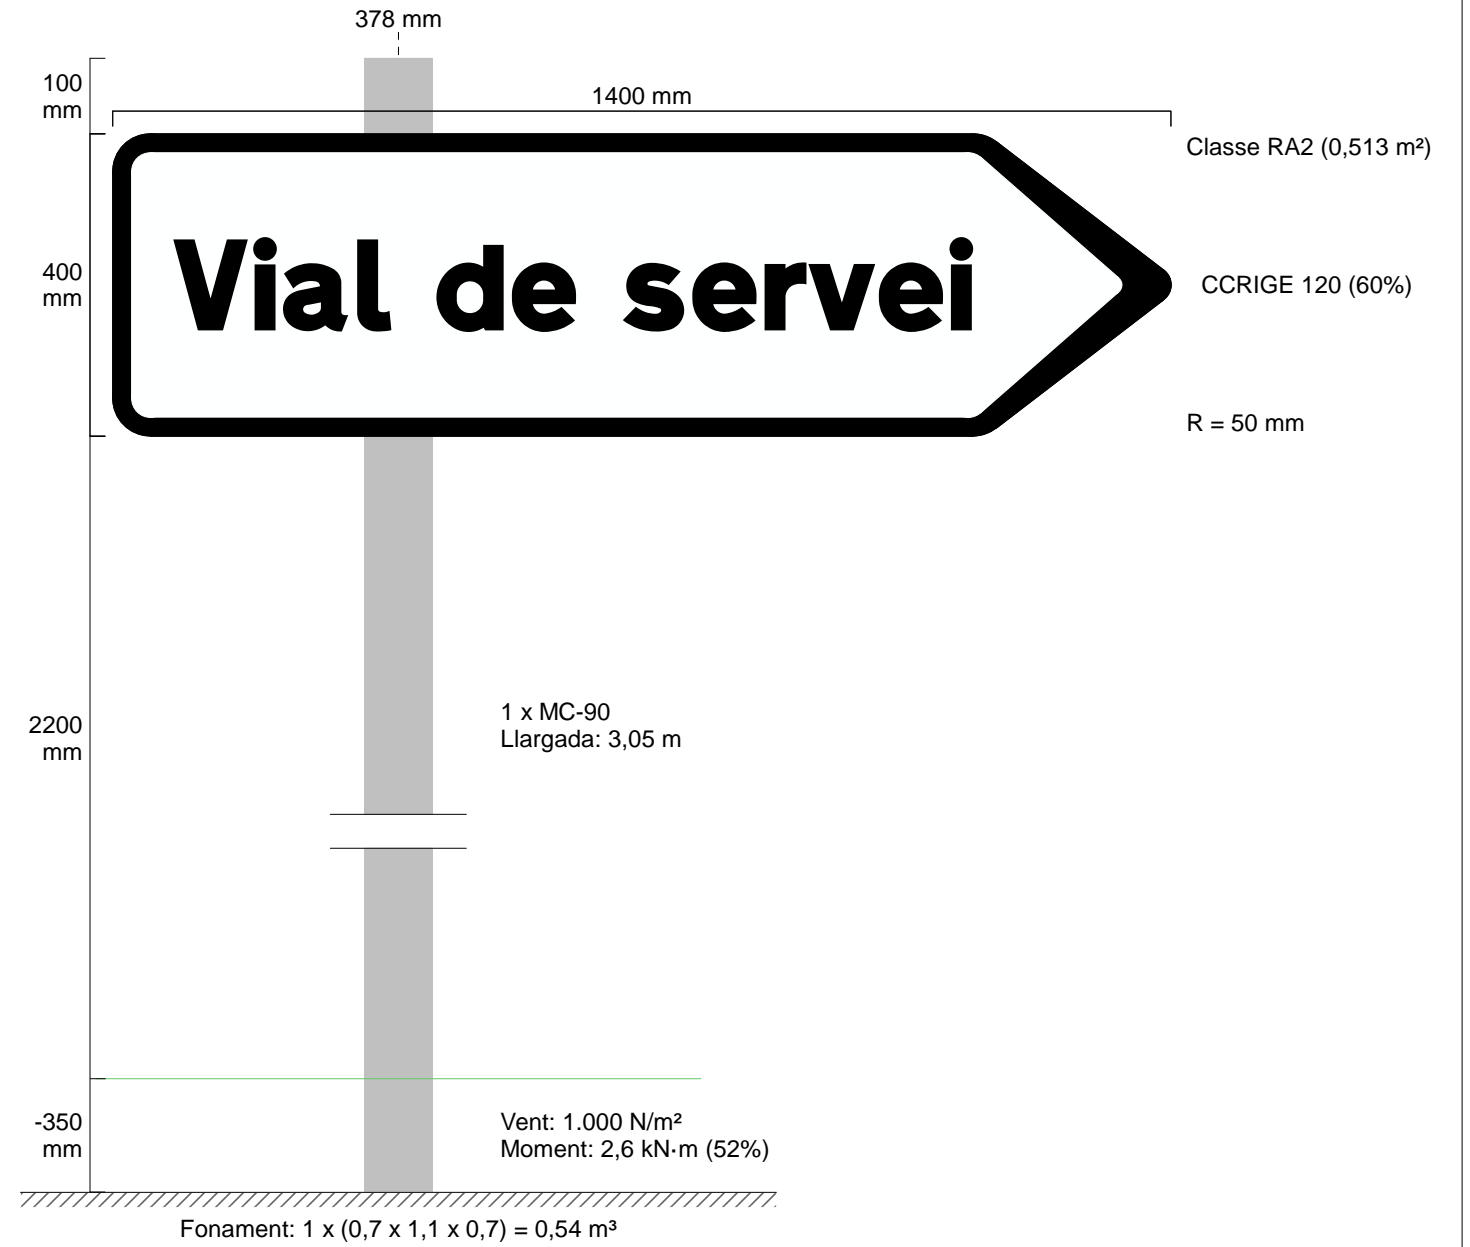 378 mm
100
mm
1400 mm
Classe RA2 (0,513 m²)
Vial de servei
400
mm
CCRIGE 120 (60%)
R = 50 mm
1 x MC-90
Llargada: 3,05 m
2200
mm
-350
mm
Vent: 1.000 N/m²
Moment: 2,6 kN·m (52%)
Fonament: 1 x (0,7 x 1,1 x 0,7) = 0,54 m³